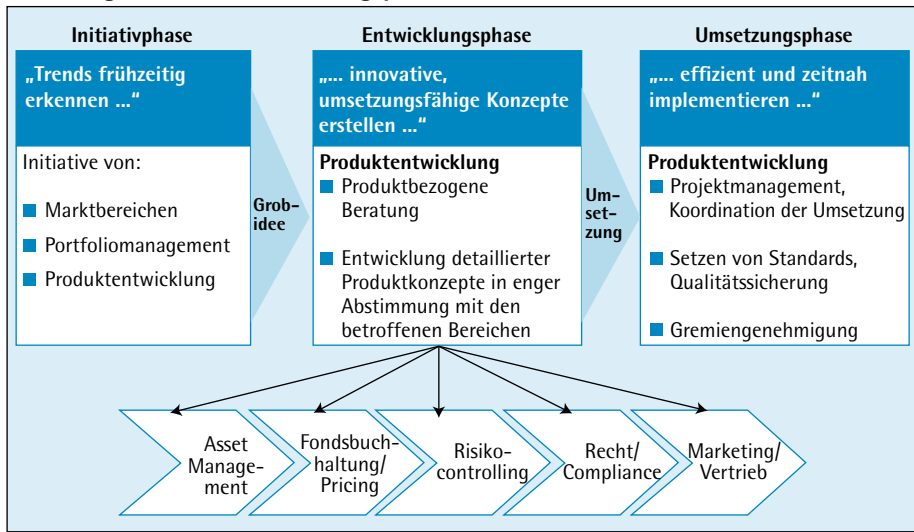 Initiativphase
„Trends frühzeitig
erkennen ...“
Initiative von:
Marktbereichen
Portfoliomanagement
Produktentwicklung
Grob-
idee
Entwicklungsphase
„... innovative,
umsetzungsfähige Konzepte
erstellen ...“
Produktentwicklung
Produktbezogene
Beratung
Entwicklung detaillierter
Produktkonzepte in enger
Abstimmung mit den
betroffenen Bereichen
Um-
set-
zung
Umsetzungsphase
„... effizient und zeitnah
implementieren ...“
Produktentwicklung
Projektmanagement,
Koordination der Umsetzung
Setzen von Standards,
Qualitätssicherung
Gremiengenehmigung
Asset
Manage-
ment
Fondsbuch-
haltung/
Pricing
Risiko-
controlling
Recht/
Compliance
Marketing/
Vertrieb